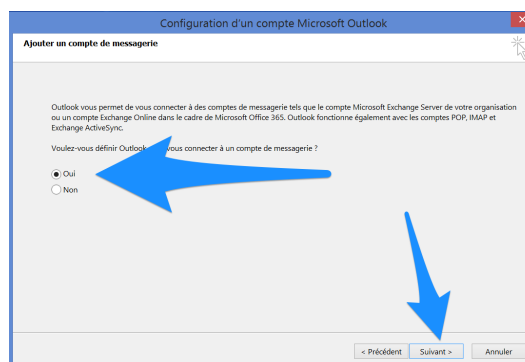 Configuration d'un compte Microsoft Outlook
Ajouter un compte de messagerie
Outlook vous permet de vous connecter à des comptes de messagerie tels que le compte Microsoft Exchange Server de votre organisation
ou un compte Exchange Online dans le cadre de Microsoft Office 365. Outlook fonctionne également avec les comptes POP, IMAP et
Exchange ActiveSync.
Voulez-vous définir Outlook vous connecter à un compte de messagerie ?
Oui
Non
< Précédent Suivant > Annuler